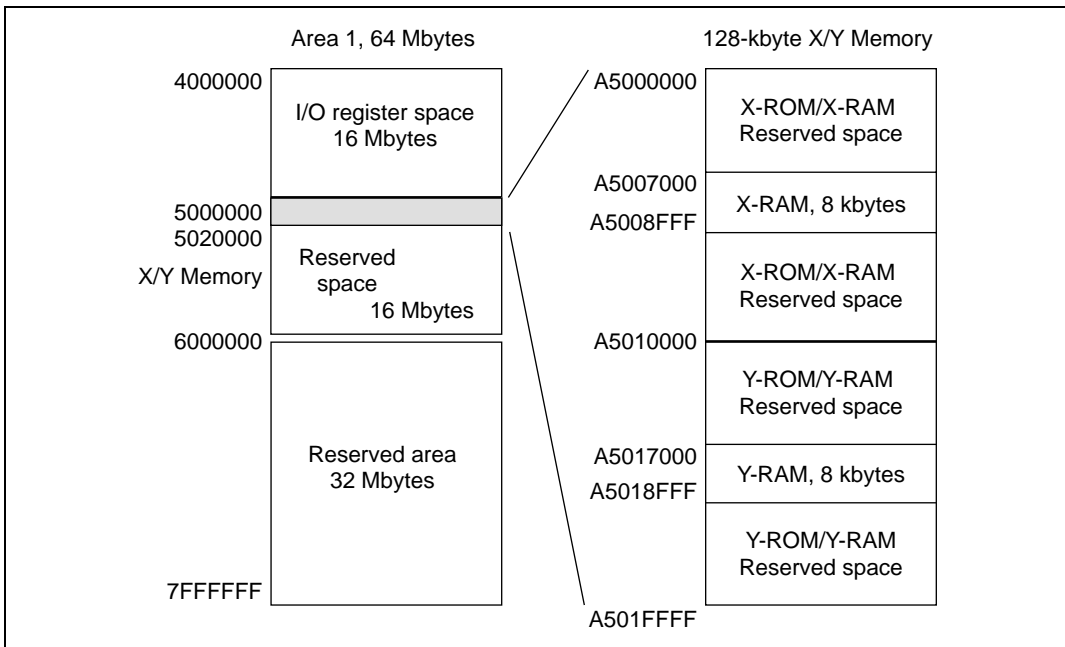 Area 1, 64 Mbytes
4000000
I/O register space
16 Mbytes
5000000
5020000
X/Y Memory
Reserved
space
16 Mbytes
6000000
Reserved area
32 Mbytes
7FFFFFF
128-kbyte X/Y Memory
A5000000
X-ROM/X-RAM
Reserved space
A5007000
X-RAM, 8 kbytes
A5008FFF
X-ROM/X-RAM
Reserved space
A5010000
Y-ROM/Y-RAM
Reserved space
A5017000
Y-RAM, 8 kbytes
A5018FFF
Y-ROM/Y-RAM
Reserved space
A501FFFF